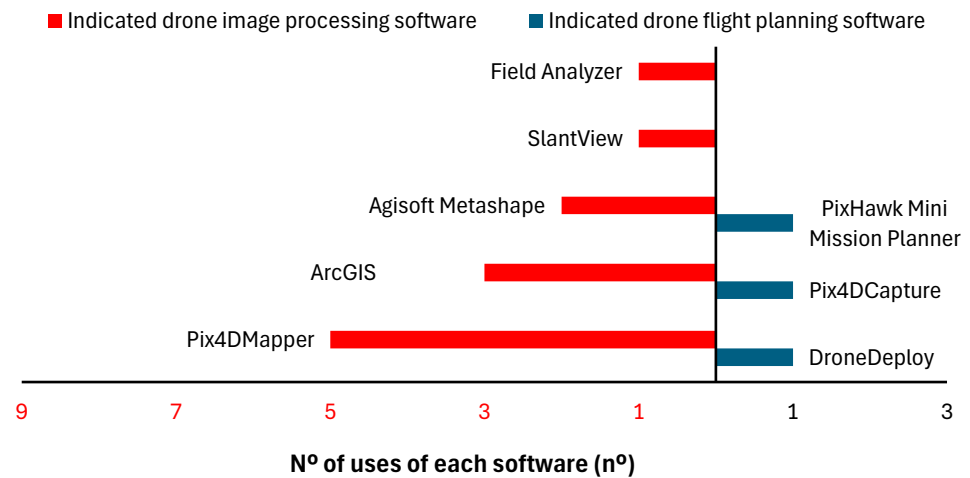 Indicated drone image processing software
Indicated drone flight planning software
Field Analyzer
SlantView
Agisoft Metashape
PixHawk Mini
Mission Planner
ArcGIS
Pix4DCapture
Pix4DMapper
DroneDeploy
9 7 5 3 1 1 3
Nº of uses of each software (nº)